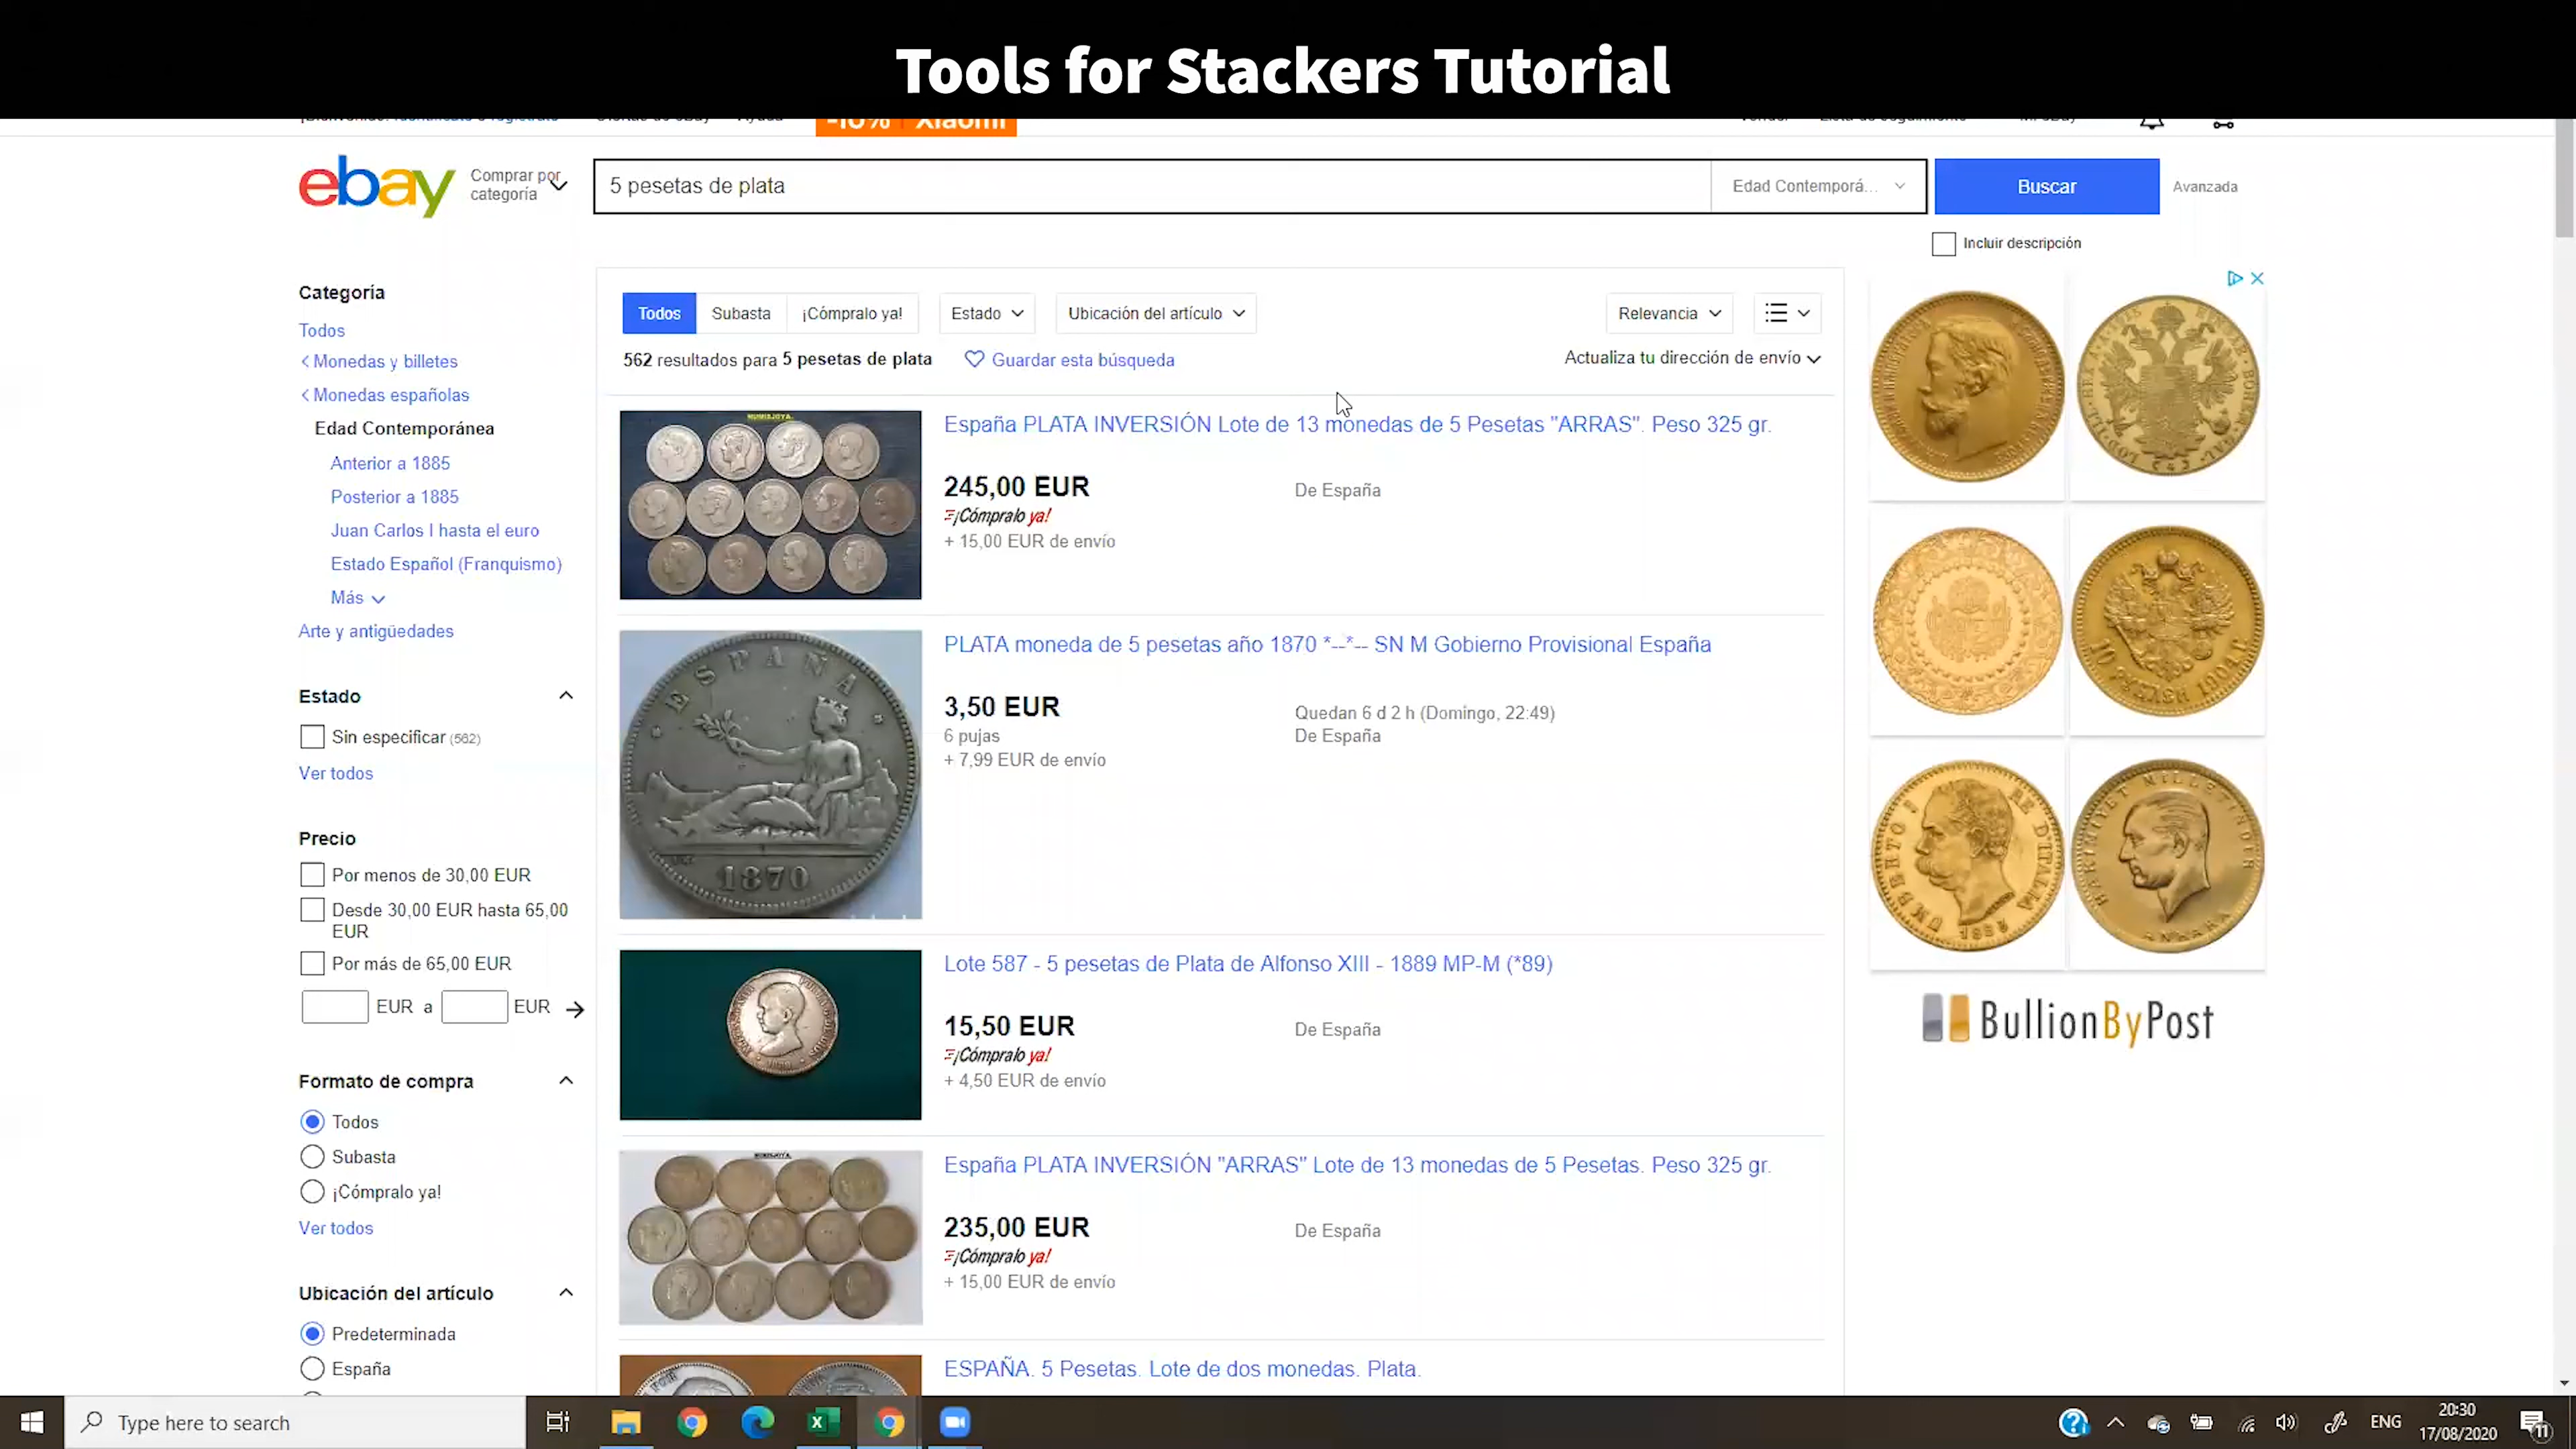 Tools for Stackers Tutorial
-10% Xiaomi
ebay
Comprar por
categoría
5 pesetas de plata
Edad Contemporá...
Buscar
Avanzada
Incluir descripción
Categoría
Todos
Monedas y billetes
Monedas españolas
Edad Contemporánea
Anterior a 1885
Posterior a 1885
Juan Carlos I hasta el euro
Estado Español (Franquismo)
Más
Arte y antigüedades
Estado
Sin especificar (562)
Ver todos
Precio
Por menos de 30,00 EUR
Desde 30,00 EUR hasta 65,00
EUR
Por más de 65,00 EUR
EUR a EUR
Formato de compra
Todos
Subasta
¡Cómpralo ya!
Ver todos
Ubicación del artículo
Predeterminada
España
Todos Subasta ¡Cómpralo ya! Estado Ubicación del artículo Relevancia
562 resultados para 5 pesetas de plata Guardar esta búsqueda Actualiza tu dirección de envío
NUMISJOYA.
España PLATA INVERSIÓN Lote de 13 monedas de 5 Pesetas "ARRAS". Peso 325 gr.
245,00 EUR De España
¡Cómpralo ya!
+ 15,00 EUR de envío
ESPAÑA
1870
PLATA moneda de 5 pesetas año 1870 *--*-- SN M Gobierno Provisional España
3,50 EUR Quedan 6 d 2 h (Domingo, 22:49)
6 pujas De España
+ 7,99 EUR de envío
Lote 587 - 5 pesetas de Plata de Alfonso XIII - 1889 MP-M (*89)
15,50 EUR De España
¡Cómpralo ya!
+ 4,50 EUR de envío
España PLATA INVERSIÓN "ARRAS" Lote de 13 monedas de 5 Pesetas. Peso 325 gr.
235,00 EUR De España
¡Cómpralo ya!
+ 15,00 EUR de envío
ESPAÑA. 5 Pesetas. Lote de dos monedas. Plata.
UMBERTO I RE D'ITALIA
HAKIMIYET MILLETINDIR
ANKARA
BullionByPost
Type here to search
ENG
20:30
17/08/2020
11